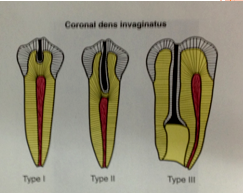 Coronal dens invaginatus
Type I
Type II
Type III